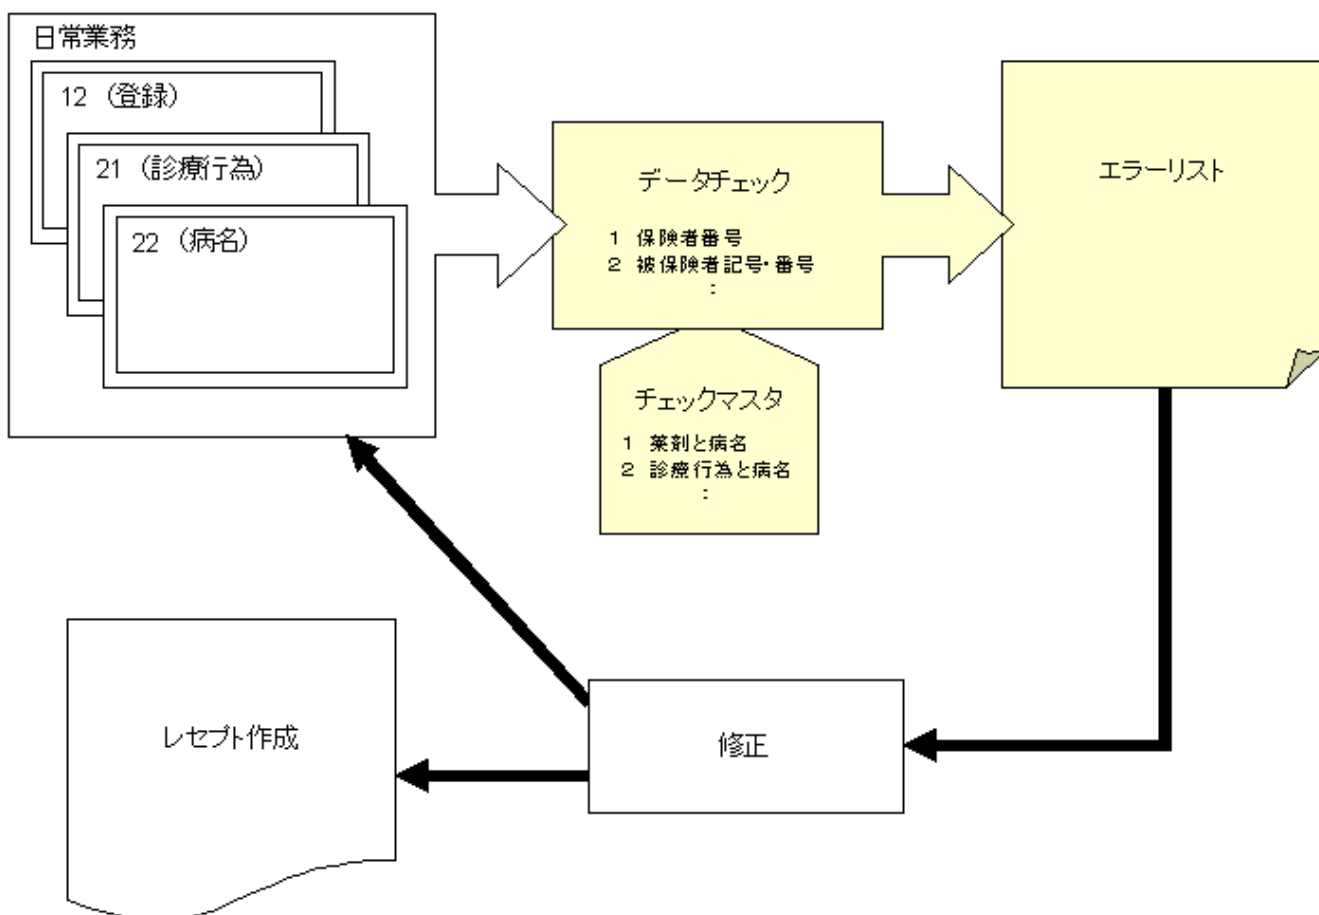 日常業務
12 (登録)
21 (診療行為)
22 (病名)
データチェック
1 保険者番号
2 被保険者記号・番号
:
エラーリスト
チェックマスタ
1 薬剤と病名
2 診療行為と病名
:
レセプト作成
修正